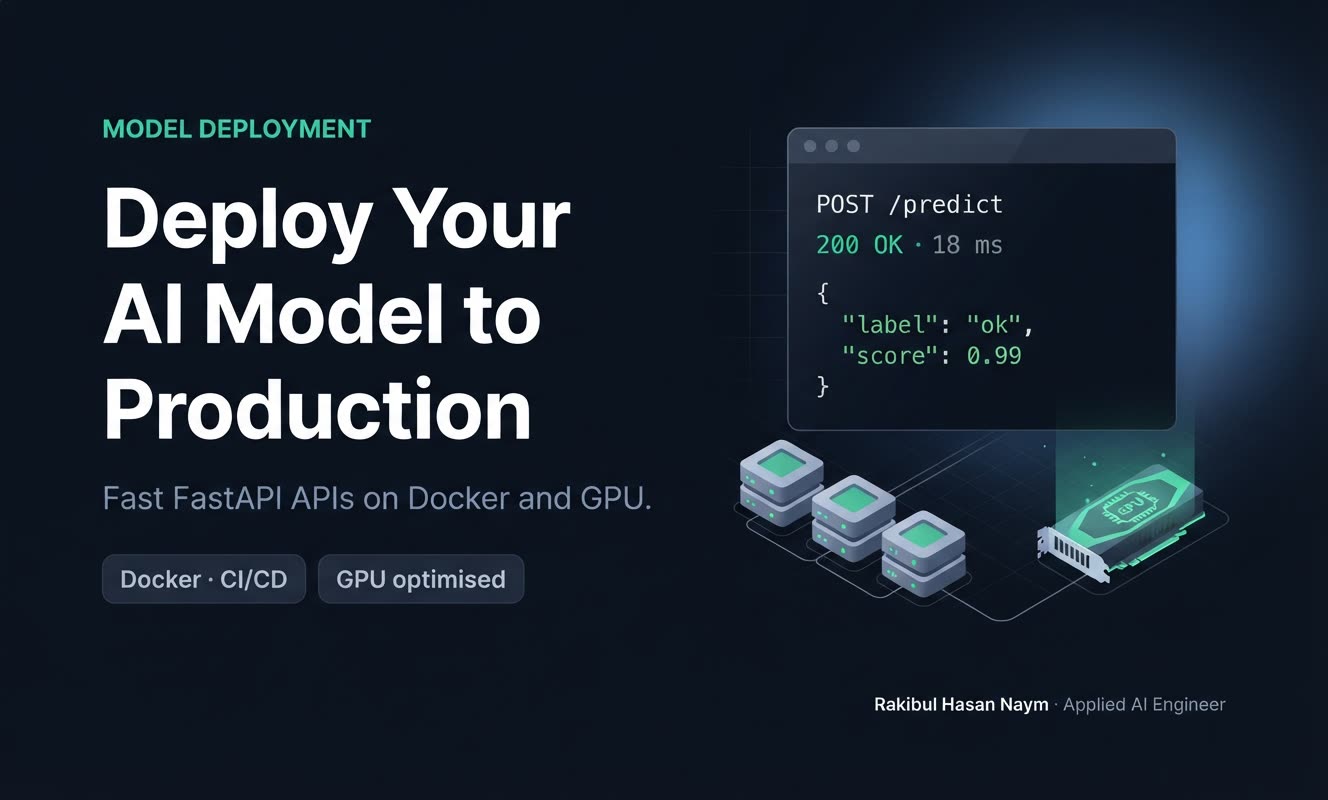 MODEL DEPLOYMENT
Deploy Your
AI Model to
Production
Fast FastAPI APIs on Docker and GPU.
Docker · CI/CD
GPU optimised
POST /predict
200 OK · 18 ms
{
"label": "ok",
"score": 0.99
}
GPU
Rakibul Hasan Naym · Applied AI Engineer